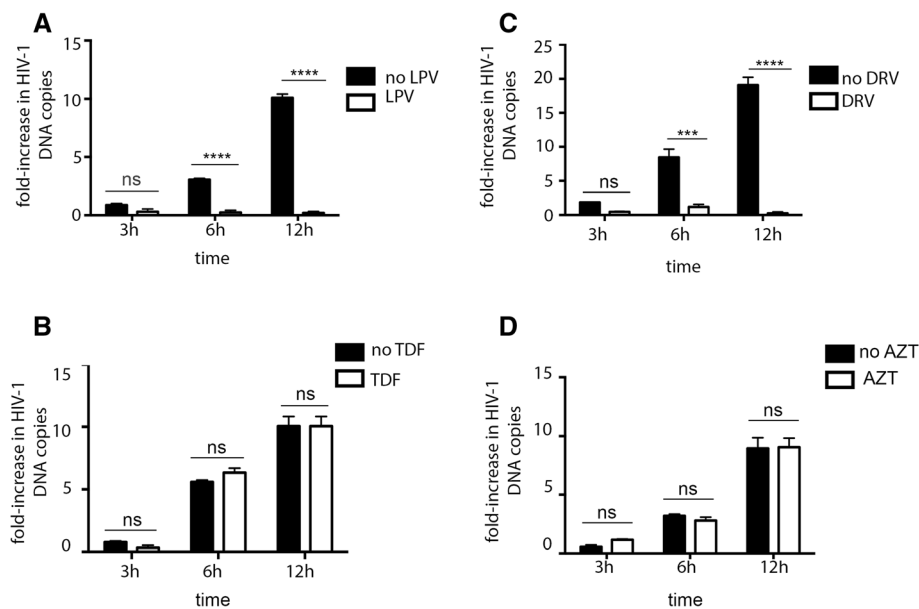 A
fold-increase in HIV-1
DNA copies
15
10
5
0
ns
****
****
3h
6h
12h
time
no LPV
LPV
C
fold-increase in HIV-1
DNA copies
25
20
15
10
5
0
ns
***
****
3h
6h
12h
time
no DRV
DRV
B
fold-increase in HIV-1
DNA copies
15
10
5
0
ns
ns
ns
3h
6h
12h
time
no TDF
TDF
D
fold-increase in HIV-1
DNA copies
15
10
5
0
ns
ns
ns
3h
6h
12h
time
no AZT
AZT